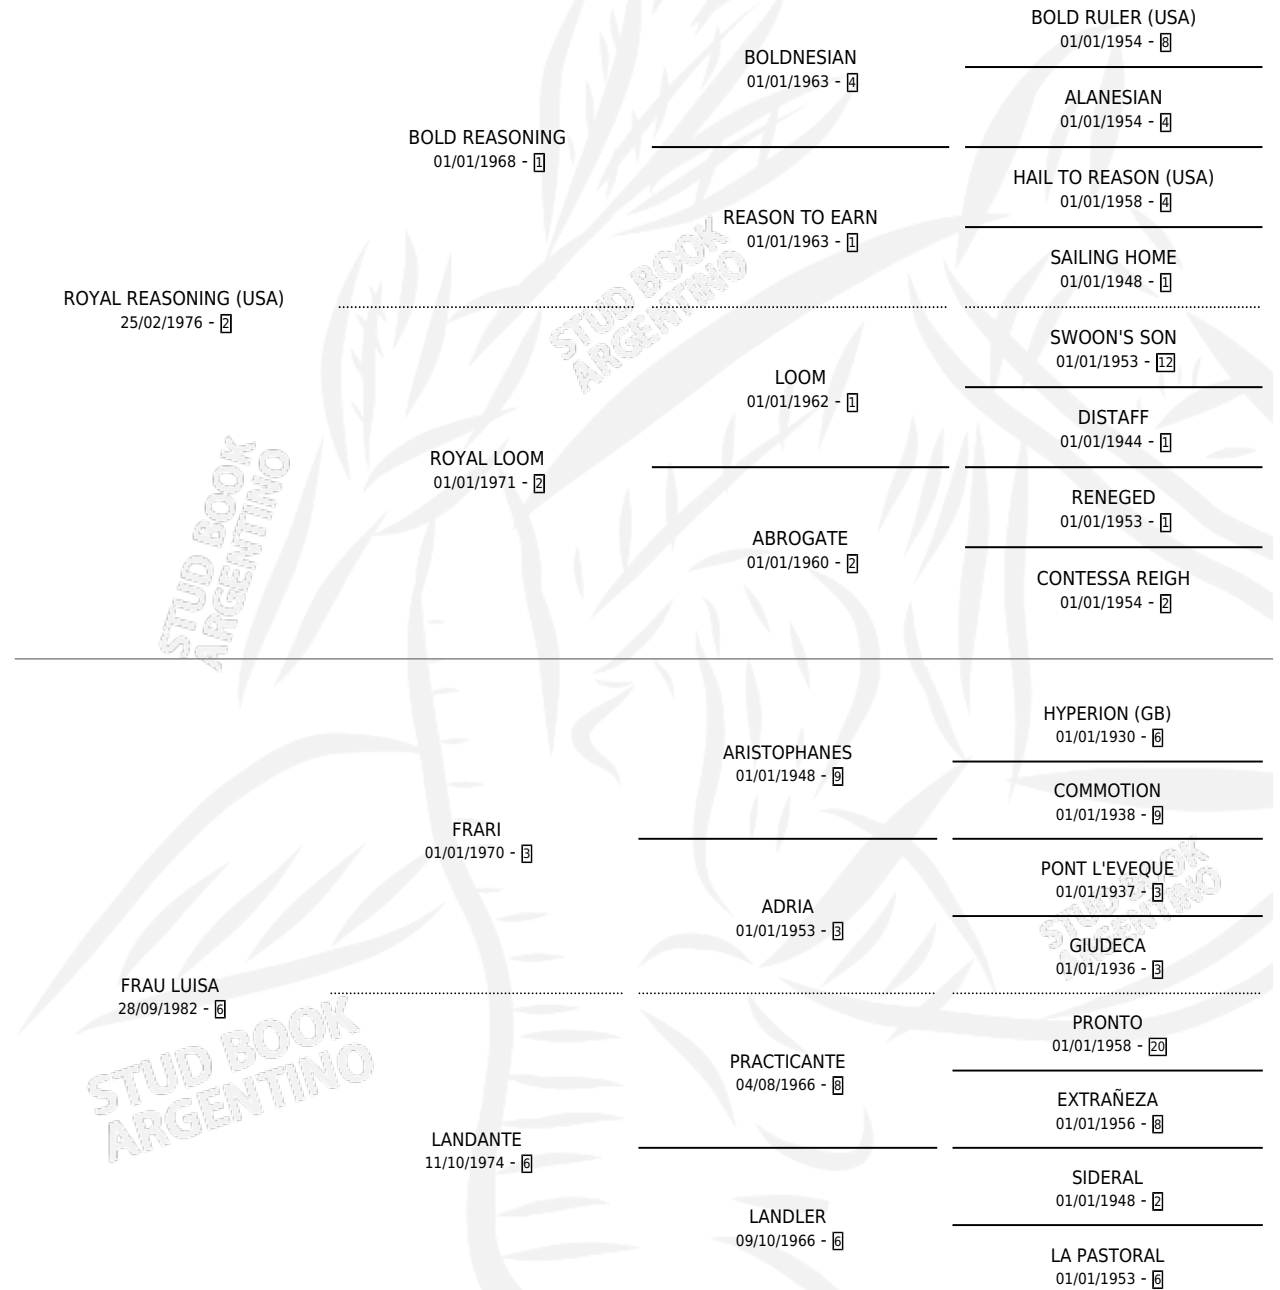 BOLD RULER (USA)
01/01/1954 - 8
BOLDNESIAN
01/01/1963 - 4
ALANESIAN
01/01/1954 - 4
BOLD REASONING
01/01/1968 - 1
HAIL TO REASON (USA)
01/01/1958 - 4
REASON TO EARN
01/01/1963 - 1
SAILING HOME
01/01/1948 - 1
ROYAL REASONING (USA)
25/02/1976 - 2
SWOON'S SON
01/01/1953 - 12
LOOM
01/01/1962 - 1
DISTAFF
01/01/1944 - 1
ROYAL LOOM
01/01/1971 - 2
RENEGED
01/01/1953 - 1
ABROGATE
01/01/1960 - 2
CONTESSA REIGH
01/01/1954 - 2
HYPERION (GB)
01/01/1930 - 6
ARISTOPHANES
01/01/1948 - 9
COMMOTION
01/01/1938 - 9
FRARI
01/01/1970 - 3
PONT L'EVEQUE
01/01/1937 - 3
ADRIA
01/01/1953 - 3
GIUDECA
01/01/1936 - 3
FRAU LUISA
28/09/1982 - 6
PRONTO
01/01/1958 - 20
PRACTICANTE
04/08/1966 - 8
EXTRAÑEZA
01/01/1956 - 8
LANDANTE
11/10/1974 - 6
SIDERAL
01/01/1948 - 2
LANDLER
09/10/1966 - 6
LA PASTORAL
01/01/1953 - 6
STUD BOOK
ARGENTINO
STUD BOOK
ARGENTINO
STUD BOOK
ARGENTINO
STUD BOOK
ARGENTINO